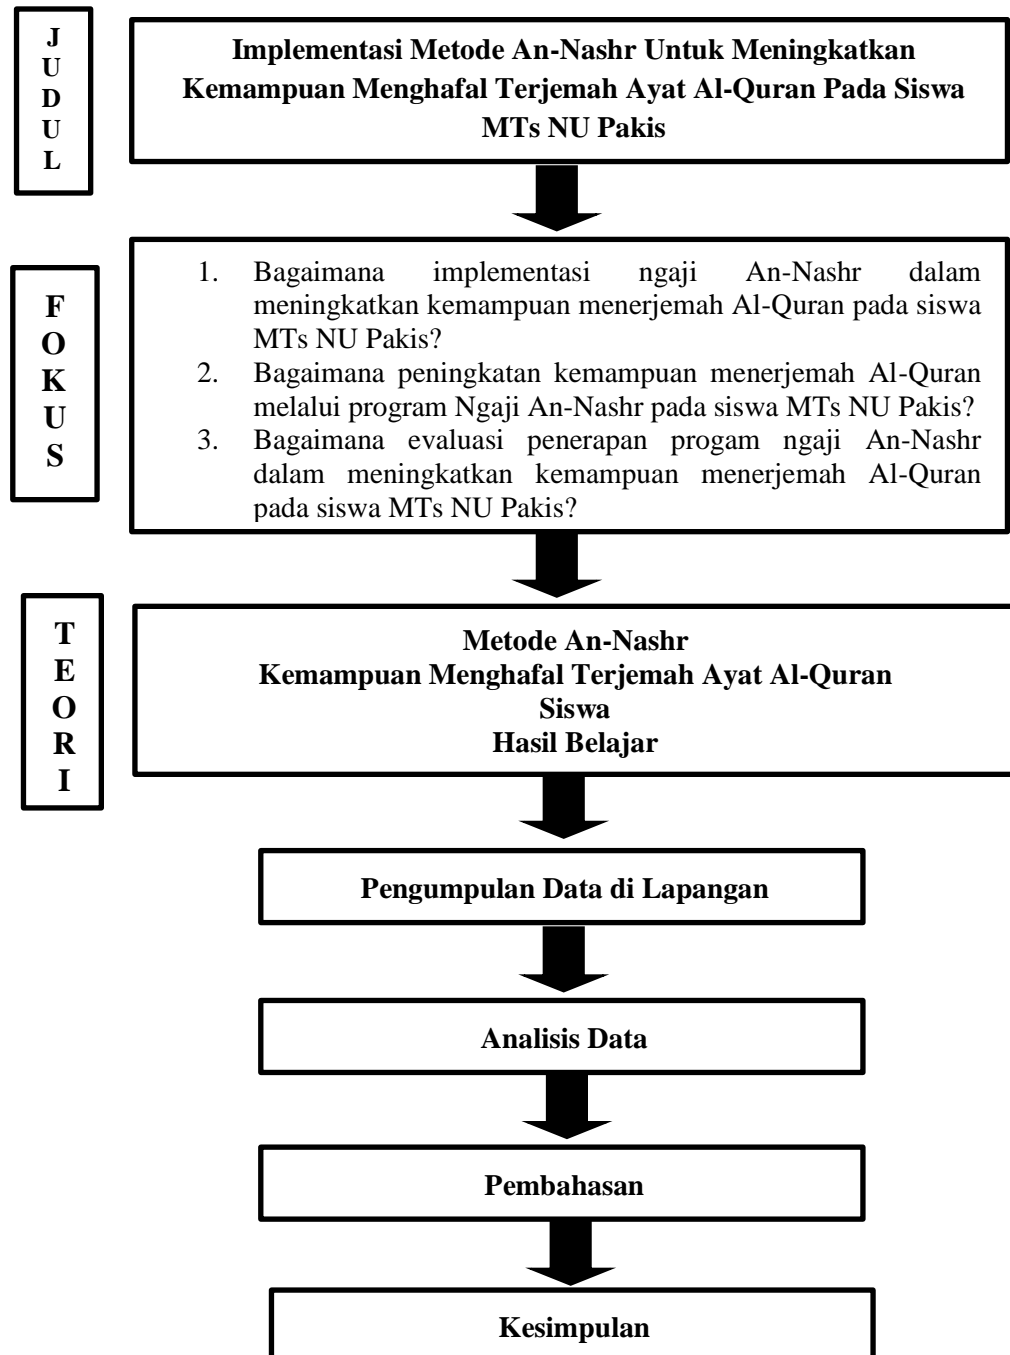 JUDUL
Implementasi Metode An-Nashr Untuk Meningkatkan
Kemampuan Menghafal Terjemah Ayat Al-Quran Pada Siswa
MTs NU Pakis
FOKUS
1. Bagaimana implementasi ngaji An-Nashr dalam
meningkatkan kemampuan menerjemah Al-Quran pada siswa
MTs NU Pakis?
2. Bagaimana peningkatan kemampuan menerjemah Al-Quran
melalui program Ngaji An-Nashr pada siswa MTs NU Pakis?
3. Bagaimana evaluasi penerapan progam ngaji An-Nashr
dalam meningkatkan kemampuan menerjemah Al-Quran
pada siswa MTs NU Pakis?
TEORI
Metode An-Nashr
Kemampuan Menghafal Terjemah Ayat Al-Quran
Siswa
Hasil Belajar
Pengumpulan Data di Lapangan
Analisis Data
Pembahasan
Kesimpulan